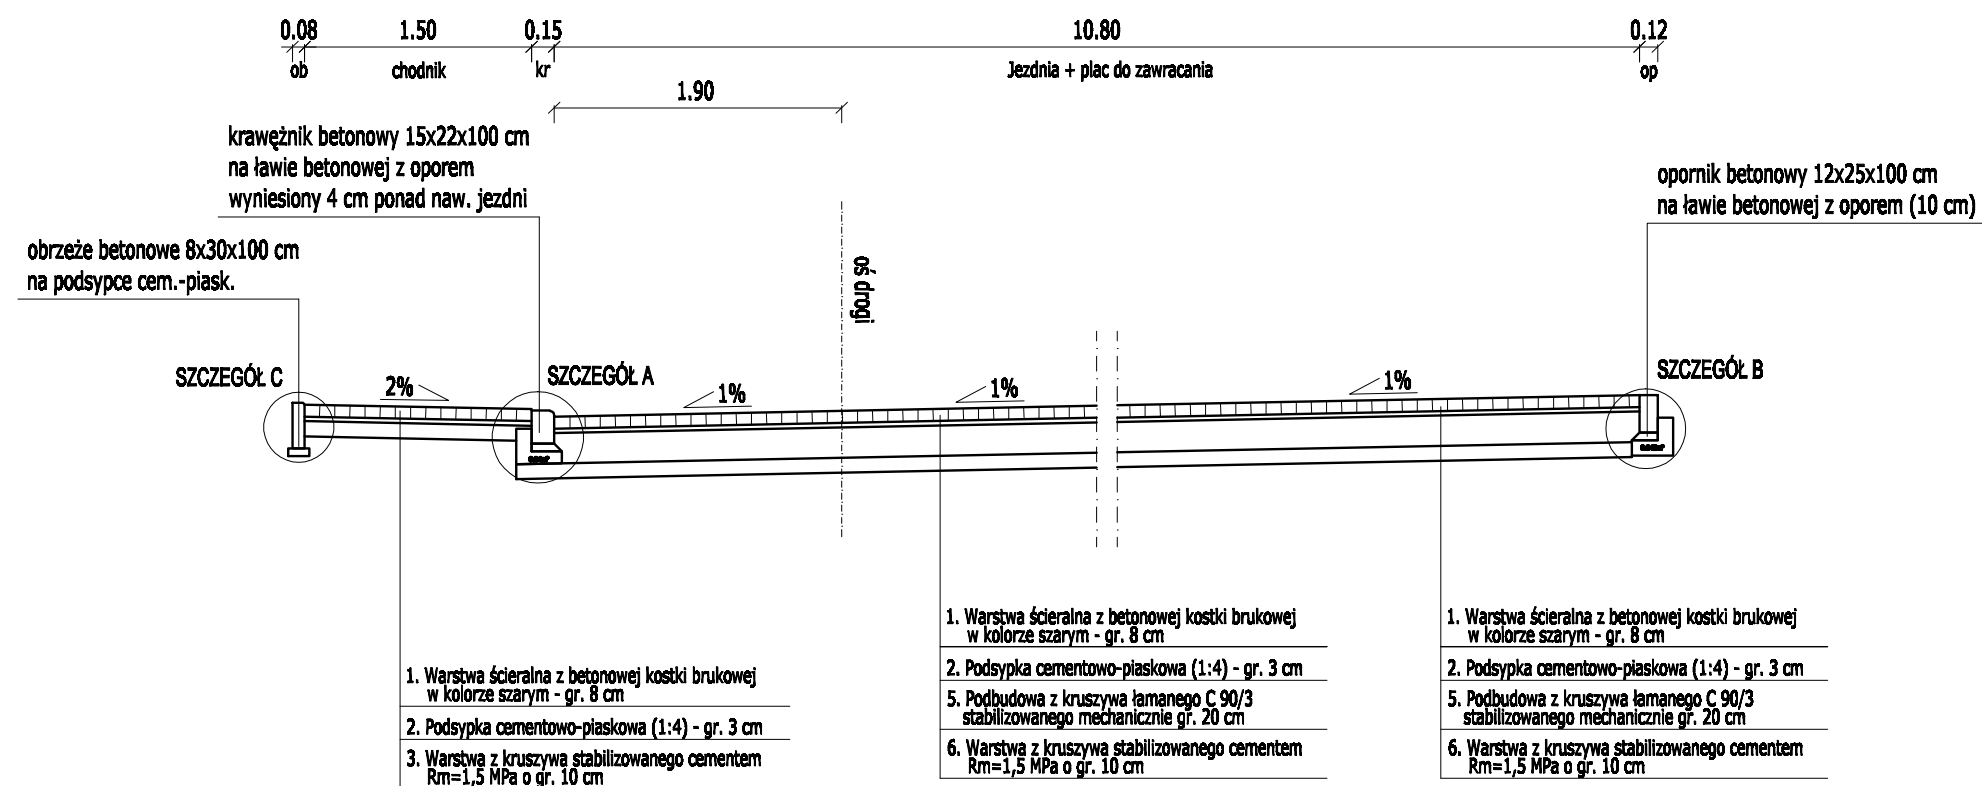 0.08 1.50 0.15 10.80 0.12
ob chodnik kr Jezdnia + plac do zawracania op
1.90
krawężnik betonowy 15x22x100 cm
na ławie betonowej z oporem
wyniesiony 4 cm ponad naw. jezdni
opornik betonowy 12x25x100 cm
na ławie betonowej z oporem (10 cm)
obrzeże betonowe 8x30x100 cm
na podsypce cem.-piask.
oś drogi
SZCZEGÓŁ C
SZCZEGÓŁ A
SZCZEGÓŁ B
2%
1%
1%
1%
1. Warstwa ścieralna z betonowej kostki brukowej
w kolorze szarym - gr. 8 cm
2. Podsypka cementowo-piaskowa (1:4) - gr. 3 cm
3. Warstwa z kruszywa stabilizowanego cementem
Rm=1,5 MPa o gr. 10 cm
1. Warstwa ścieralna z betonowej kostki brukowej
w kolorze szarym - gr. 8 cm
2. Podsypka cementowo-piaskowa (1:4) - gr. 3 cm
5. Podbudowa z kruszywa łamanego C 90/3
stabilizowanego mechanicznie gr. 20 cm
6. Warstwa z kruszywa stabilizowanego cementem
Rm=1,5 MPa o gr. 10 cm
1. Warstwa ścieralna z betonowej kostki brukowej
w kolorze szarym - gr. 8 cm
2. Podsypka cementowo-piaskowa (1:4) - gr. 3 cm
5. Podbudowa z kruszywa łamanego C 90/3
stabilizowanego mechanicznie gr. 20 cm
6. Warstwa z kruszywa stabilizowanego cementem
Rm=1,5 MPa o gr. 10 cm